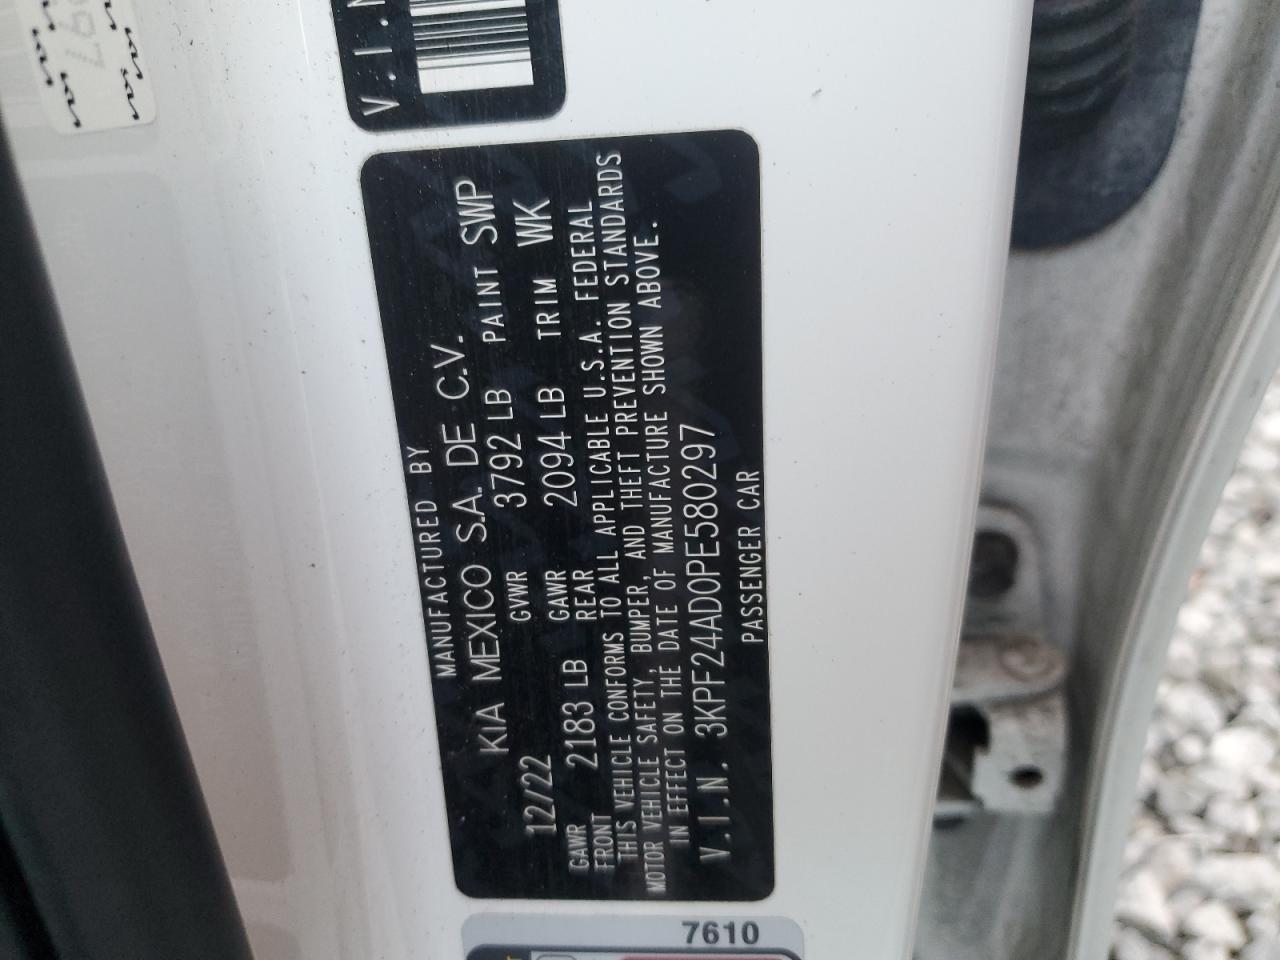 V.I.N
MANUFACTURED BY
KIA MEXICO S.A. DE C.V.
12/22 GVWR 3792 LB PAINT SWP
GAWR FRONT 2183 LB GAWR REAR 2094 LB TRIM WK
THIS VEHICLE CONFORMS TO ALL APPLICABLE U.S.A. FEDERAL
MOTOR VEHICLE SAFETY, BUMPER, AND THEFT PREVENTION STANDARDS
IN EFFECT ON THE DATE OF MANUFACTURE SHOWN ABOVE.
V.I.N. 3KPF24AD0PE580297
PASSENGER CAR
7610